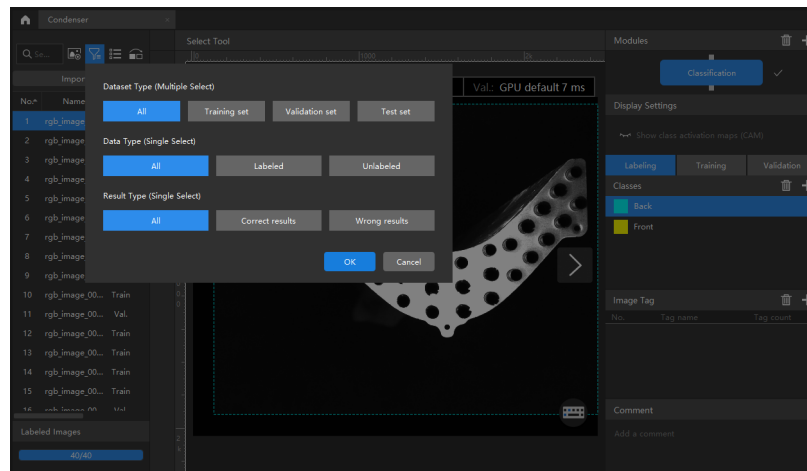 Condenser
Select Tool
Se...
Impor
No.
Name
1 rgb_image
2 rgb_image
3 rgb_image
4 rgb_image
5 rgb_image
6 rgb_image
7 rgb_image
8 rgb_image
9 rgb_image
10 rgb_image_00... Train
11 rgb_image_00... Val.
12 rgb_image_00... Train
13 rgb_image_00... Train
14 rgb_image_00... Train
15 rgb_image_00... Train
16 rgb_image_00... Val.
Labeled Images
40/40
Dataset Type (Multiple Select)
All Training set Validation set Test set
Data Type (Single Select)
All Labeled Unlabeled
Result Type (Single Select)
All Correct results Wrong results
OK Cancel
Val.: GPU default 7 ms
Modules
Classification
Display Settings
Show class activation maps (CAM)
Labeling Training Validation
Classes
Back
Front
Image Tag
No. Tag name Tag count
Comment
Add a comment